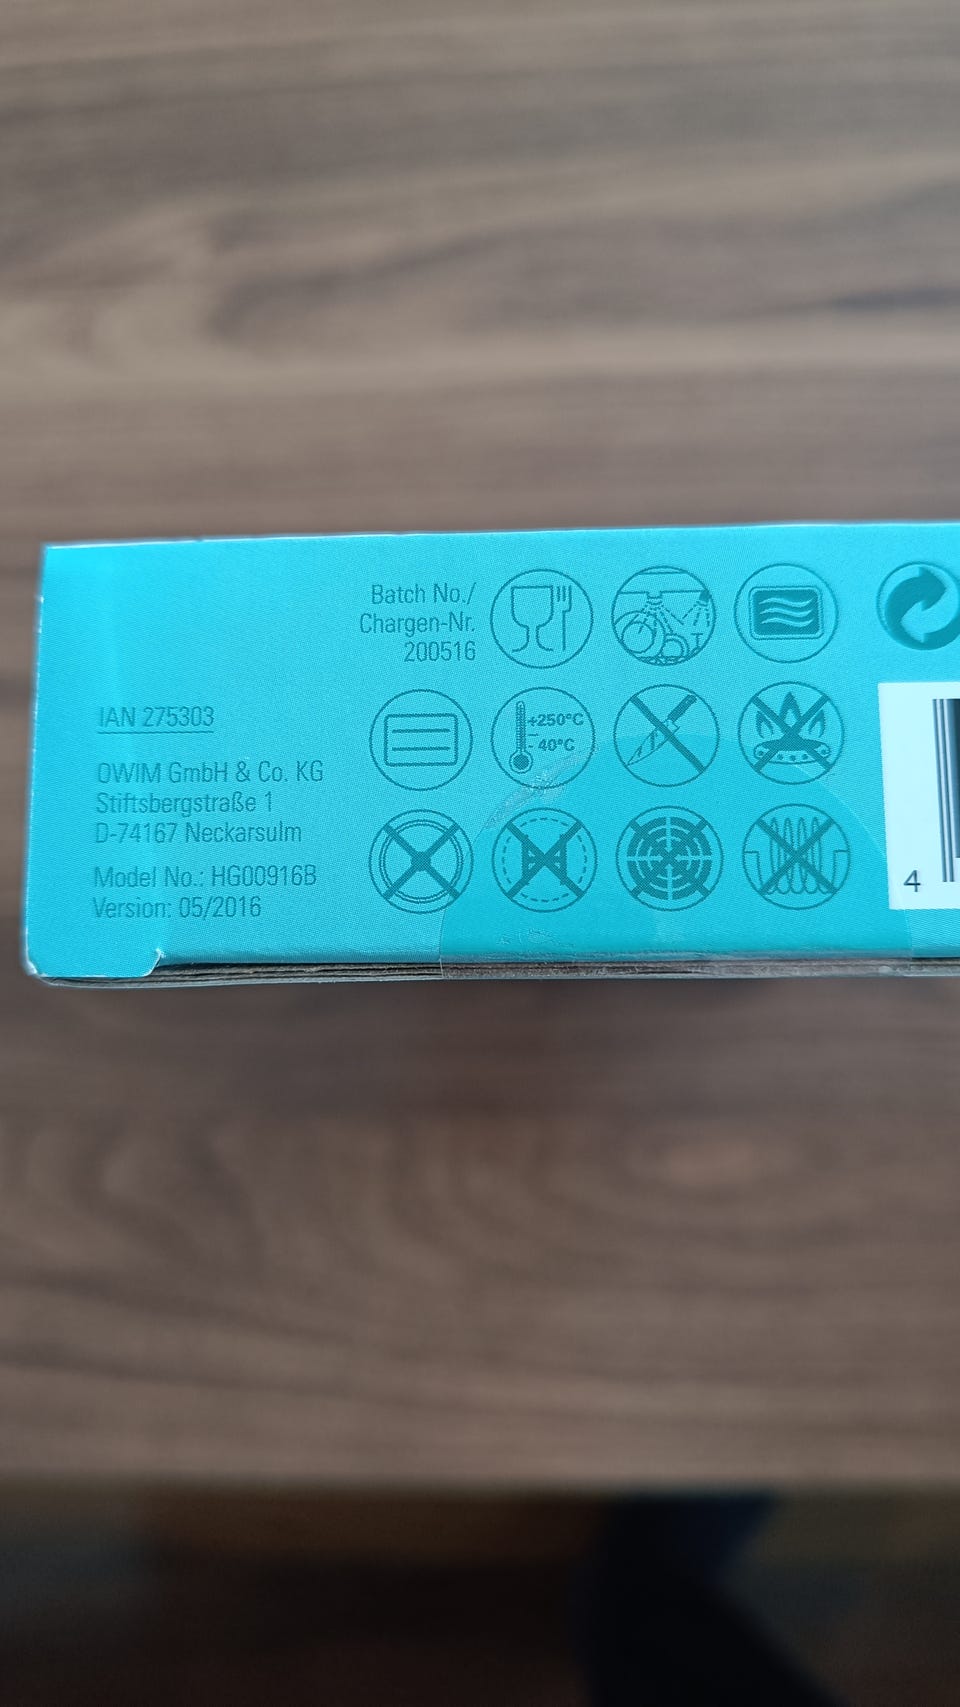 Batch No./
Chargen-Nr.
200516
IAN 275303
OWIM GmbH & Co. KG
Stiftsbergstraße 1
D-74167 Neckarsulm
Model No.: HG00916B
Version: 05/2016
+250°C
- 40°C
4